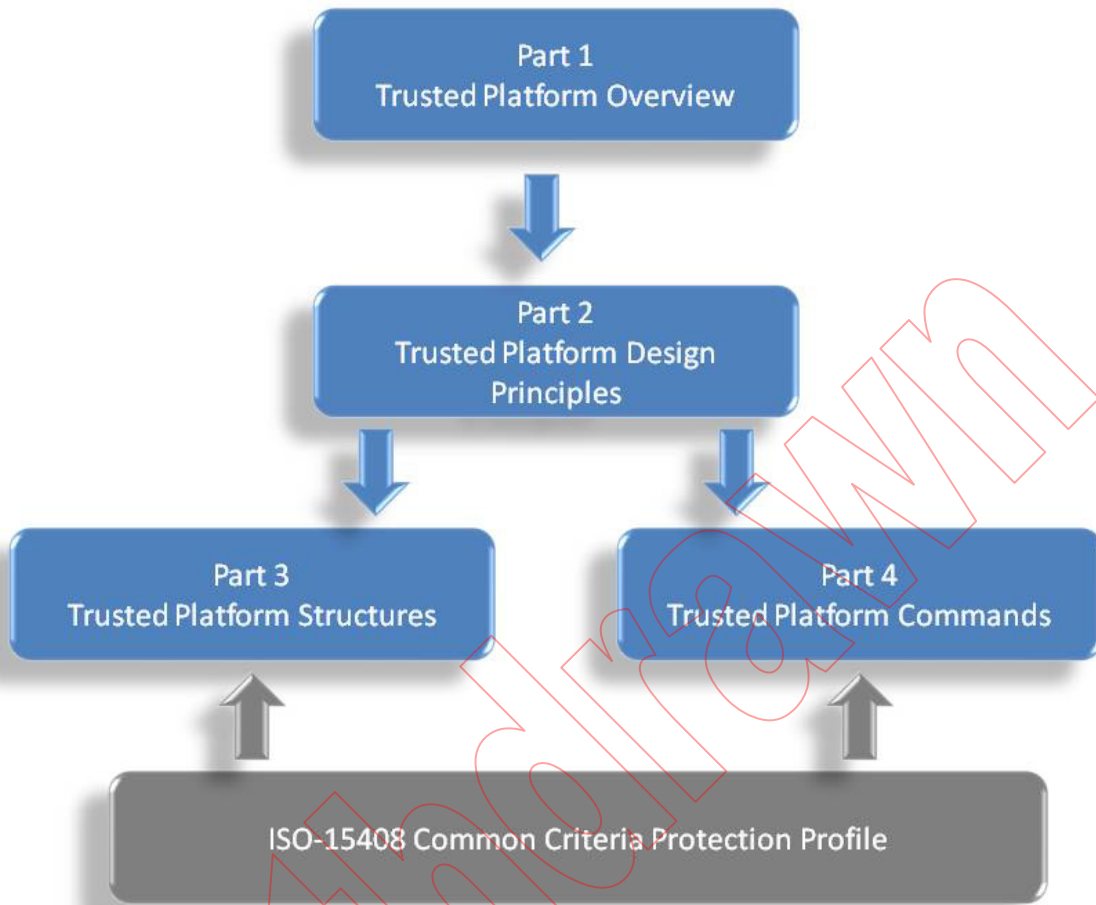 Part 1
Trusted Platform Overview
Part 2
Trusted Platform Design
Principles
Part 3
Trusted Platform Structures
Part 4
Trusted Platform Commands
ISO-15408 Common Criteria Protection Profile
thdrawn